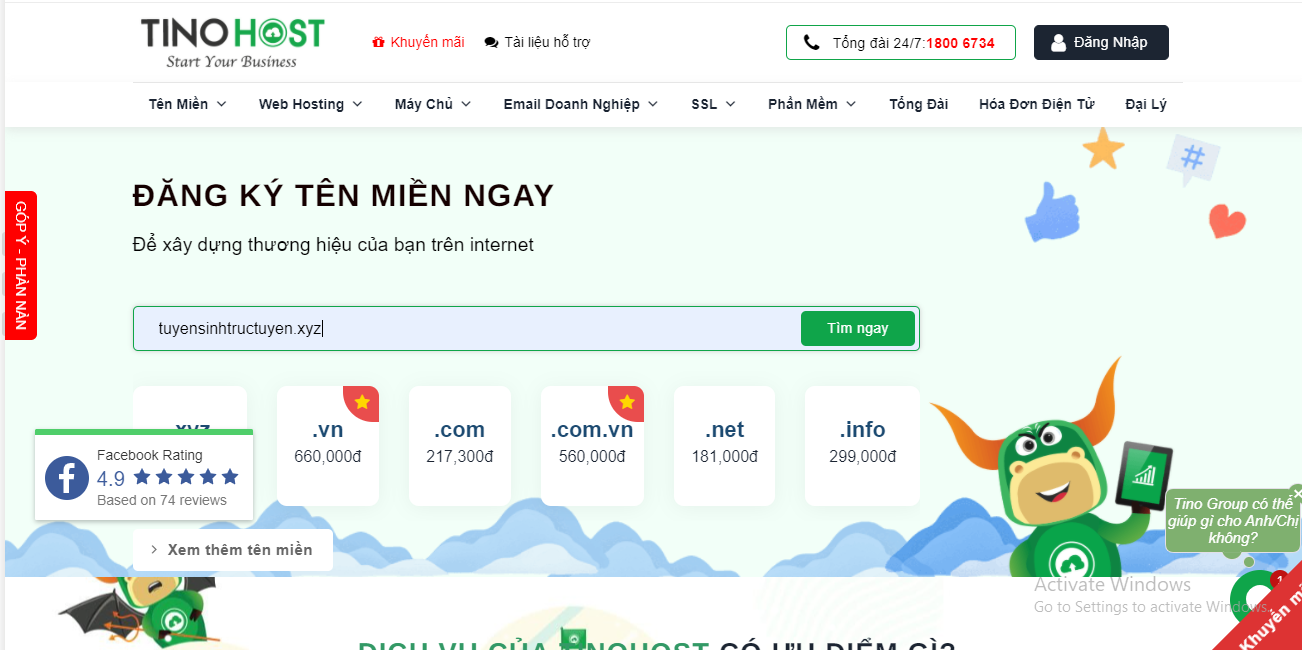 TINOHOST
Start Your Business
Khuyến mãi
Tài liệu hỗ trợ
Tổng đài 24/7:1800 6734
Đăng Nhập
Tên Miền
Web Hosting
Máy Chủ
Email Doanh Nghiệp
SSL
Phần Mềm
Tổng Đài
Hóa Đơn Điện Tử
Đại Lý
GÓP Ý - PHÀN NÀN
ĐĂNG KÝ TÊN MIỀN NGAY
Để xây dựng thương hiệu của bạn trên internet
#
tuyensinhtructuyen.xyz
Tìm ngay
.xyz
.vn
660,000đ
.com
217,300đ
.com.vn
560,000đ
.net
181,000đ
.info
299,000đ
Facebook Rating
4.9
Based on 74 reviews
Xem thêm tên miền
Tino Group có thể
giúp gì cho Anh/Chị
không?
Activate Windows
Go to Settings to activate Windows.
1
Khuyến mã
DỊCH VỤ CỦA TINOHOST CÓ ƯU ĐIỂM GÌ?